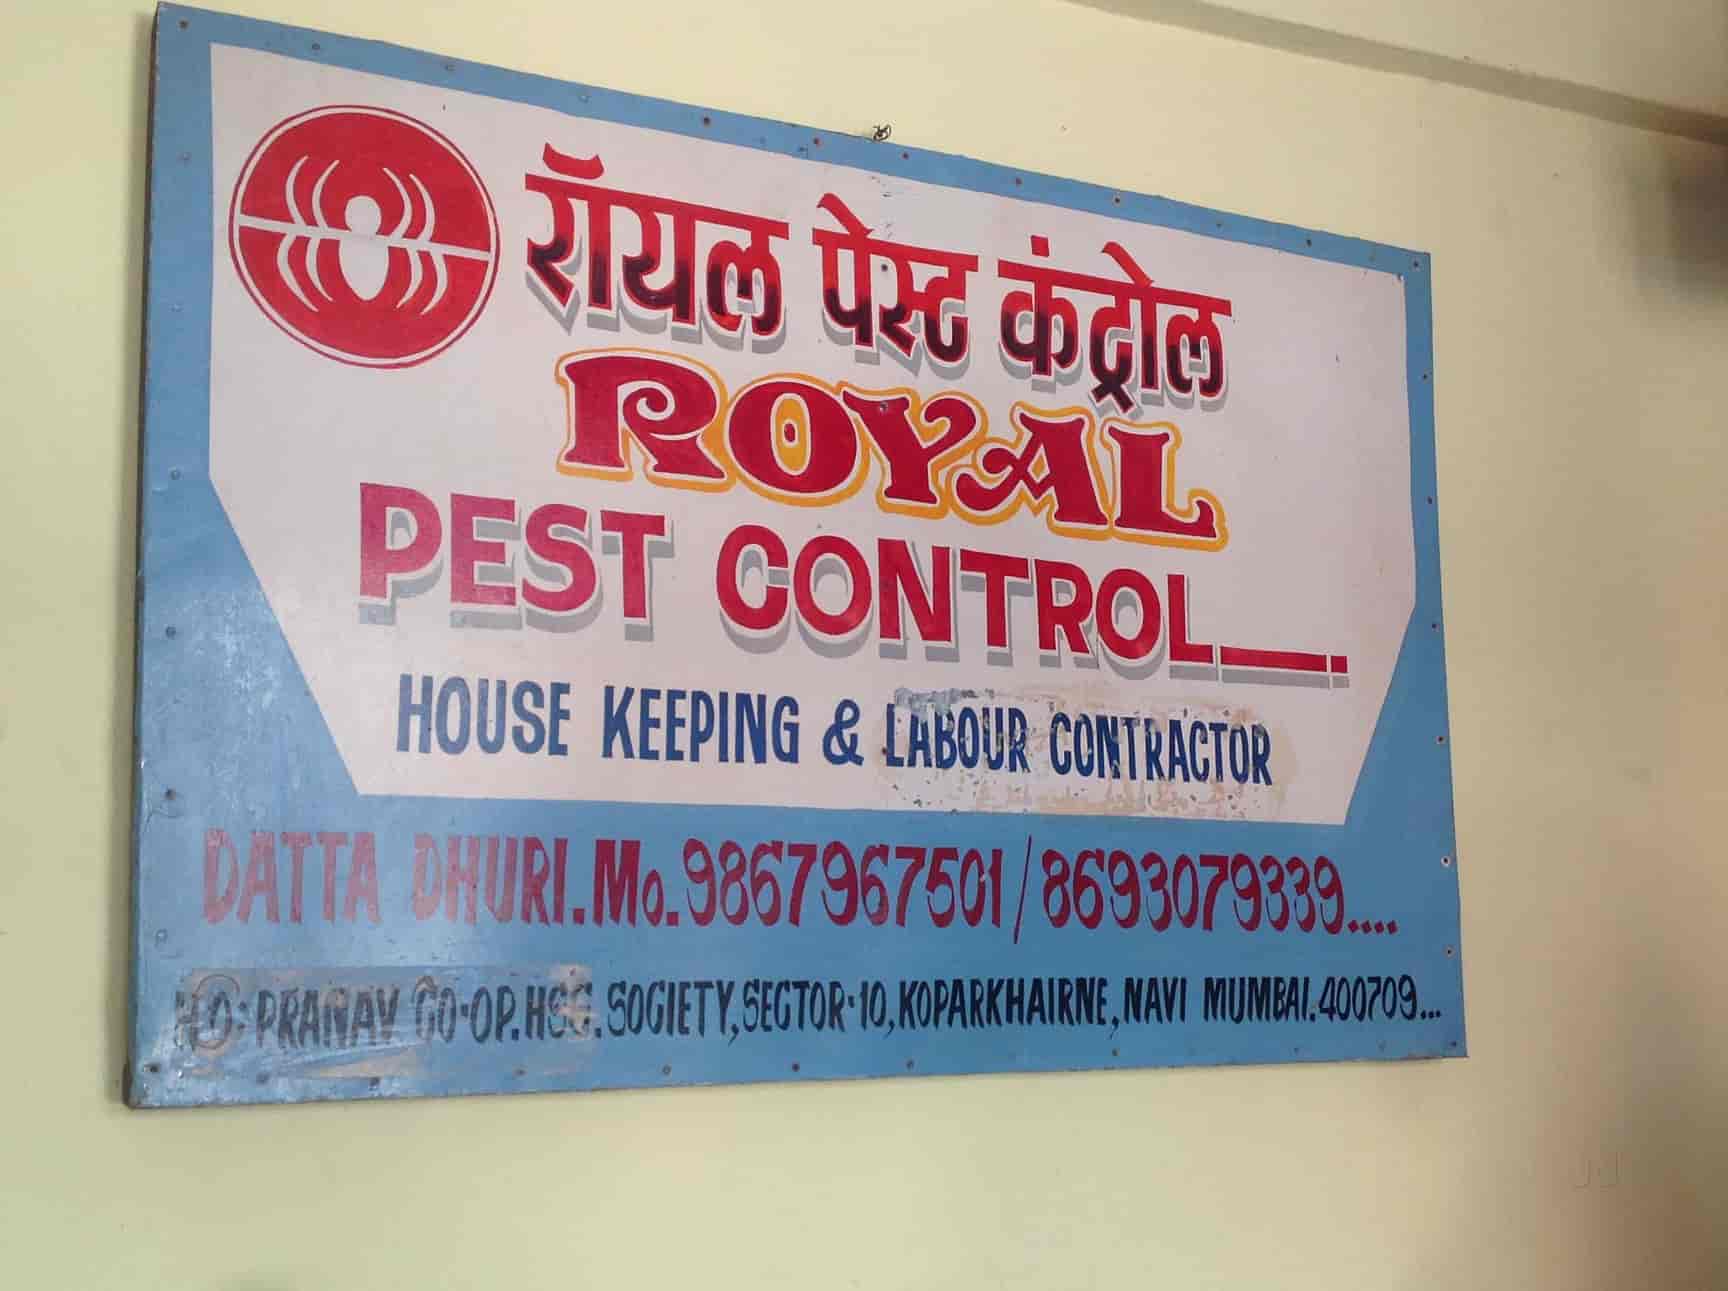 रॉयल पेस्ट कंट्रोल
ROYAL
PEST CONTROL
HOUSE KEEPING & LABOUR CONTRACTOR
DATTA DHURI. Mo. 9867967501 / 8693079339....
H.O: PRANAV CO-OP. HSG. SOCIETY, SECTOR-10, KOPARKHAIRNE, NAVI MUMBAI. 400709...